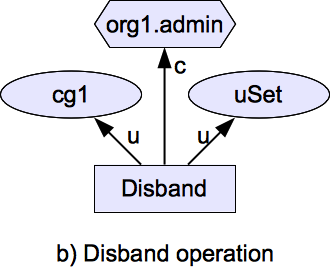 org1.admin
c
cg1
uSet
u
u
Disband
b) Disband operation